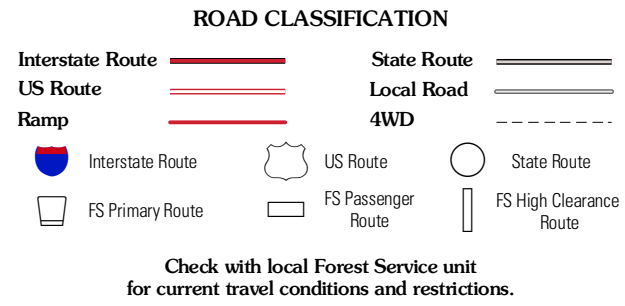 ROAD CLASSIFICATION
Interstate Route
State Route
US Route
Local Road
Ramp
4WD
Interstate Route
US Route
State Route
FS Primary Route
FS Passenger
Route
FS High Clearance
Route
Check with local Forest Service unit
for current travel conditions and restrictions.